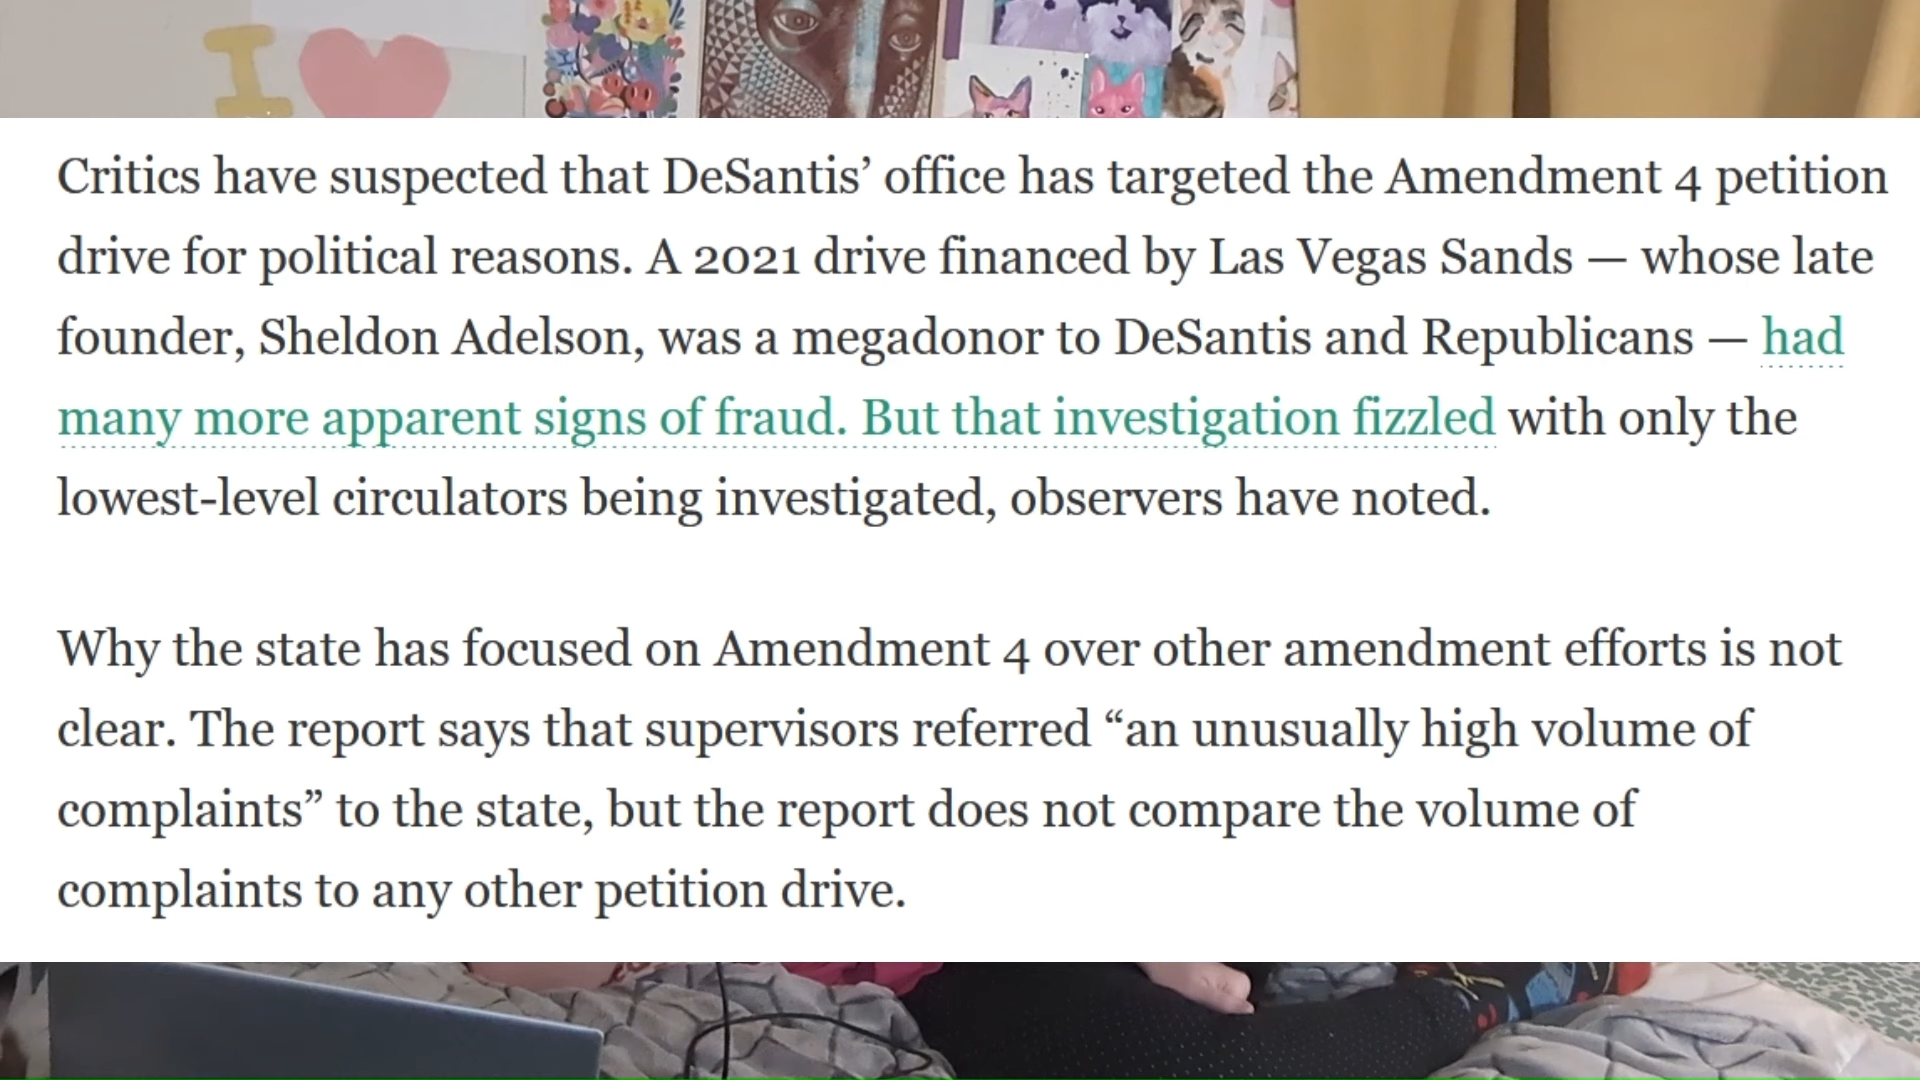 I
Critics have suspected that DeSantis’ office has targeted the Amendment 4 petition
drive for political reasons. A 2021 drive financed by Las Vegas Sands — whose late
founder, Sheldon Adelson, was a megadonor to DeSantis and Republicans — had
many more apparent signs of fraud. But that investigation fizzled with only the
lowest-level circulators being investigated, observers have noted.
Why the state has focused on Amendment 4 over other amendment efforts is not
clear. The report says that supervisors referred “an unusually high volume of
complaints” to the state, but the report does not compare the volume of
complaints to any other petition drive.